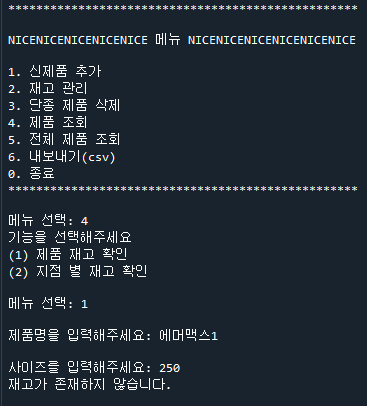 **************************************************
NICENICENICENICENICE 메뉴 NICENICENICENICENICENICE
1. 신제품 추가
2. 재고 관리
3. 단종 제품 삭제
4. 제품 조회
5. 전체 제품 조회
6. 내보내기(csv)
0. 종료
**************************************************
메뉴 선택: 4
기능을 선택해주세요
(1) 제품 재고 확인
(2) 지점 별 재고 확인
메뉴 선택: 1
제품명을 입력해주세요: 에머맥스1
사이즈를 입력해주세요: 250
재고가 존재하지 않습니다.